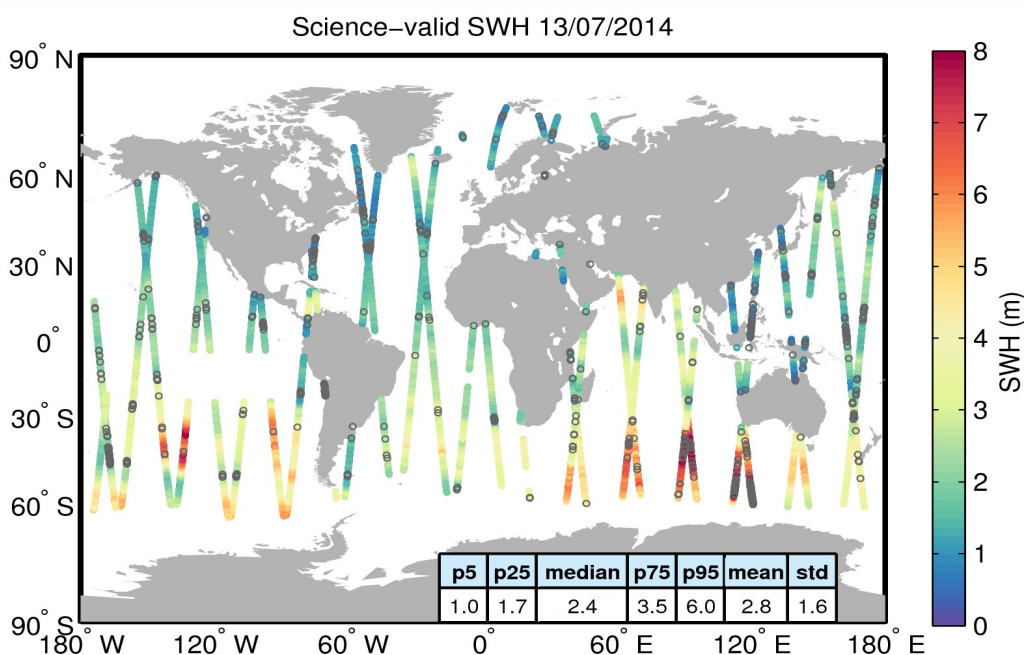 Science−valid SWH 13/07/2014
90° N
60° N
30° N
0°
30° S
60° S
90° S
180° W
120° W
60° W
0°
60° E
120° E
180° E
p5 p25 median p75 p95 mean std
1.0 1.7 2.4 3.5 6.0 2.8 1.6
8
7
6
5
4
3
2
1
0
SWH (m)